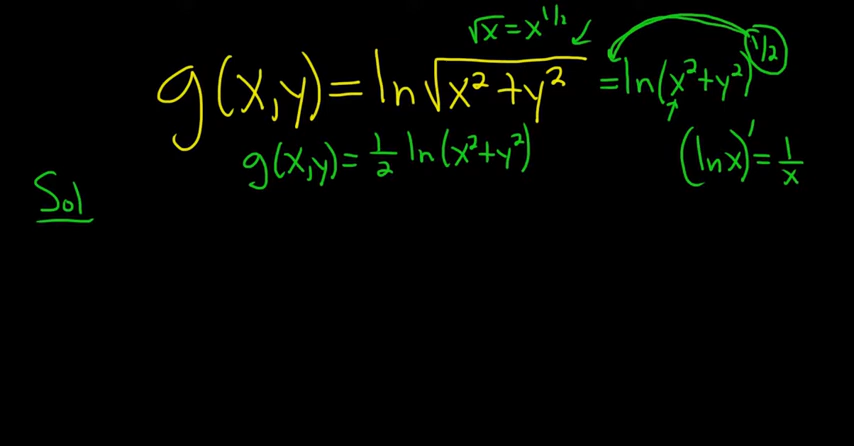 √x = x^1/2
g(x,y) = ln√x² + y² = ln(x² + y²)^1/2
g(x,y) = 1/2 ln(x² + y²) (ln x)' = 1/x
Sol